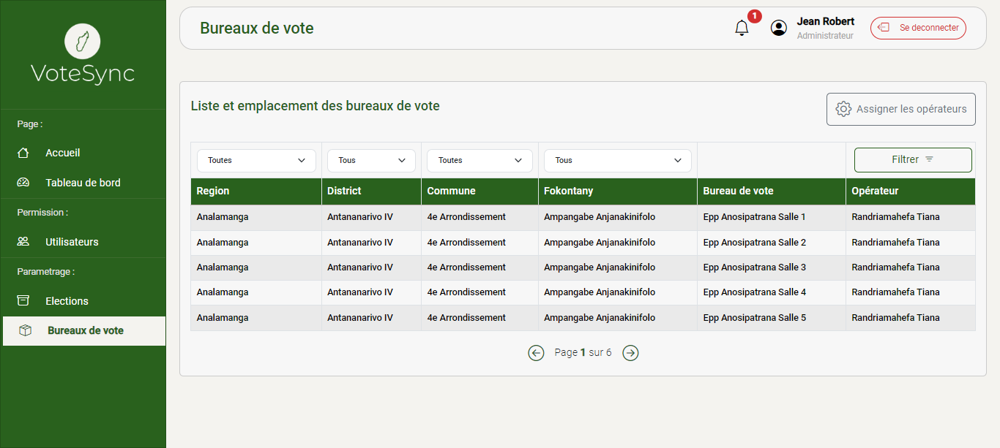 VoteSync
Page :
Accueil
Tableau de bord
Permission :
Utilisateurs
Parametrage :
Elections
Bureaux de vote
Bureaux de vote
1
Jean Robert
Administrateur
Se deconnecter
Liste et emplacement des bureaux de vote
Assigner les opérateurs
Toutes Tous Toutes Tous Filtrer
Region District Commune Fokontany Bureau de vote Opérateur
Analamanga Antananarivo IV 4e Arrondissement Ampangabe Anjanakinifolo Epp Anosipatrana Salle 1 Randriamahefa Tiana
Analamanga Antananarivo IV 4e Arrondissement Ampangabe Anjanakinifolo Epp Anosipatrana Salle 2 Randriamahefa Tiana
Analamanga Antananarivo IV 4e Arrondissement Ampangabe Anjanakinifolo Epp Anosipatrana Salle 3 Randriamahefa Tiana
Analamanga Antananarivo IV 4e Arrondissement Ampangabe Anjanakinifolo Epp Anosipatrana Salle 4 Randriamahefa Tiana
Analamanga Antananarivo IV 4e Arrondissement Ampangabe Anjanakinifolo Epp Anosipatrana Salle 5 Randriamahefa Tiana
Page 1 sur 6